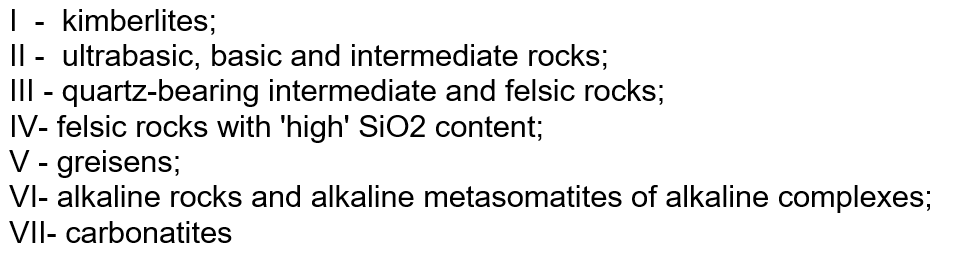 I  -  kimberlites;
II -  ultrabasic, basic and intermediate rocks;
III - quartz-bearing intermediate and felsic rocks;
IV- felsic rocks with 'high' SiO2 content;
V - greisens;
VI- alkaline rocks and alkaline metasomatites of alkaline complexes;
VII- carbonatites